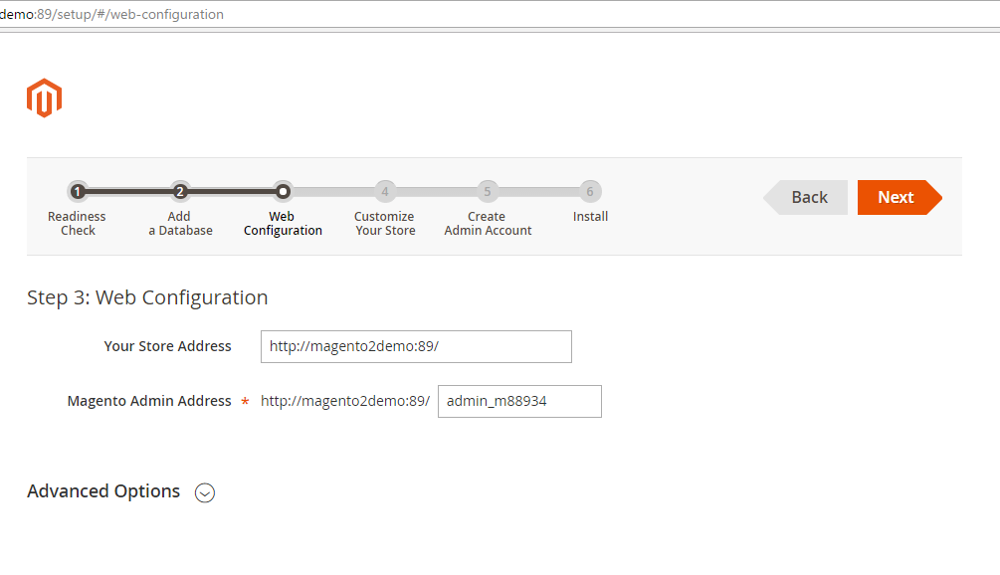 demo:89/setup/#/web-configuration
1 2 4 5 6
Readiness Add Web Customize Create Install
Check a Database Configuration Your Store Admin Account
Back Next
Step 3: Web Configuration
Your Store Address http://magento2demo:89/
Magento Admin Address * http://magento2demo:89/ admin_m88934
Advanced Options